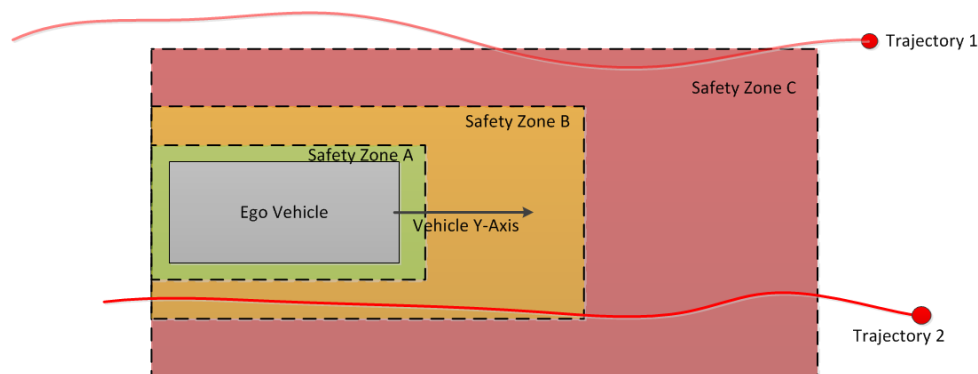 Trajectory 1
Safety Zone C
Safety Zone B
Safety Zone A
Ego Vehicle
Vehicle Y-Axis
Trajectory 2